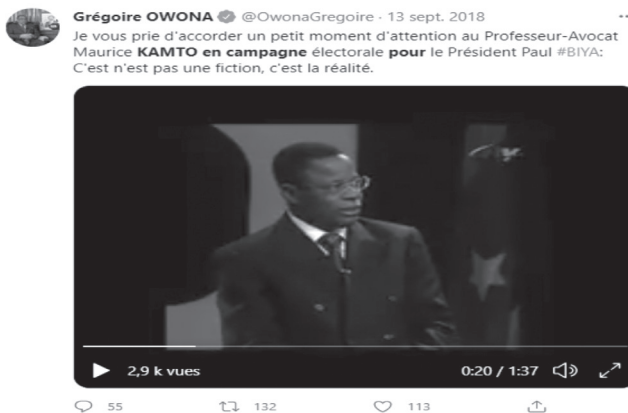 Grégoire OWONA @OwonaGregoire · 13 sept. 2018
Je vous prie d'accorder un petit moment d'attention au Professeur-Avocat
Maurice KAMTO en campagne électorale pour le Président Paul #BIYA:
C'est n'est pas une fiction, c'est la réalité.
2,9 k vues
0:20 / 1:37
55 132 113